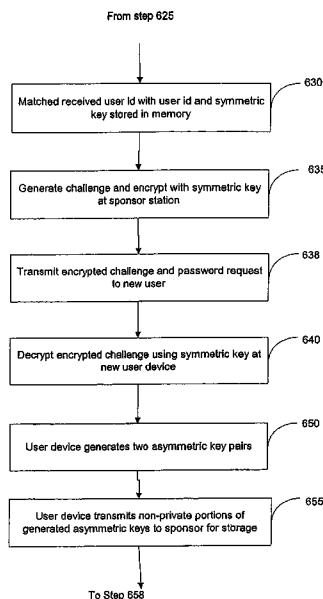 From step 625
630
Matched received user Id with user id and symmetric
key stored in memory
635
Generate challenge and encrypt with symmetric key
at sponsor station
638
Transmit encrypted challenge and password request
to new user
640
Decrypt encrypted challenge using symmetric key at
new user device
650
User device generates two asymmetric key pairs
655
User device transmits non-private portions of
generated asymmetric keys to sponsor for storage
To Step 658